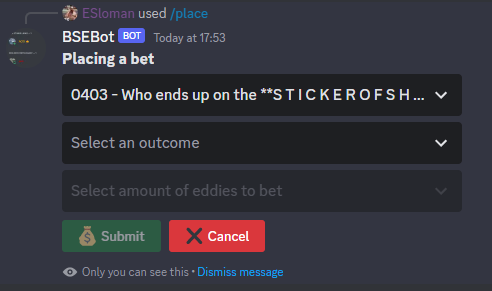 ESloman used /place
BSEBot BOT Today at 17:53
Placing a bet
0403 - Who ends up on the **S T I C K E R O F S H ...
Select an outcome
Select amount of eddies to bet
Submit Cancel
Only you can see this • Dismiss message